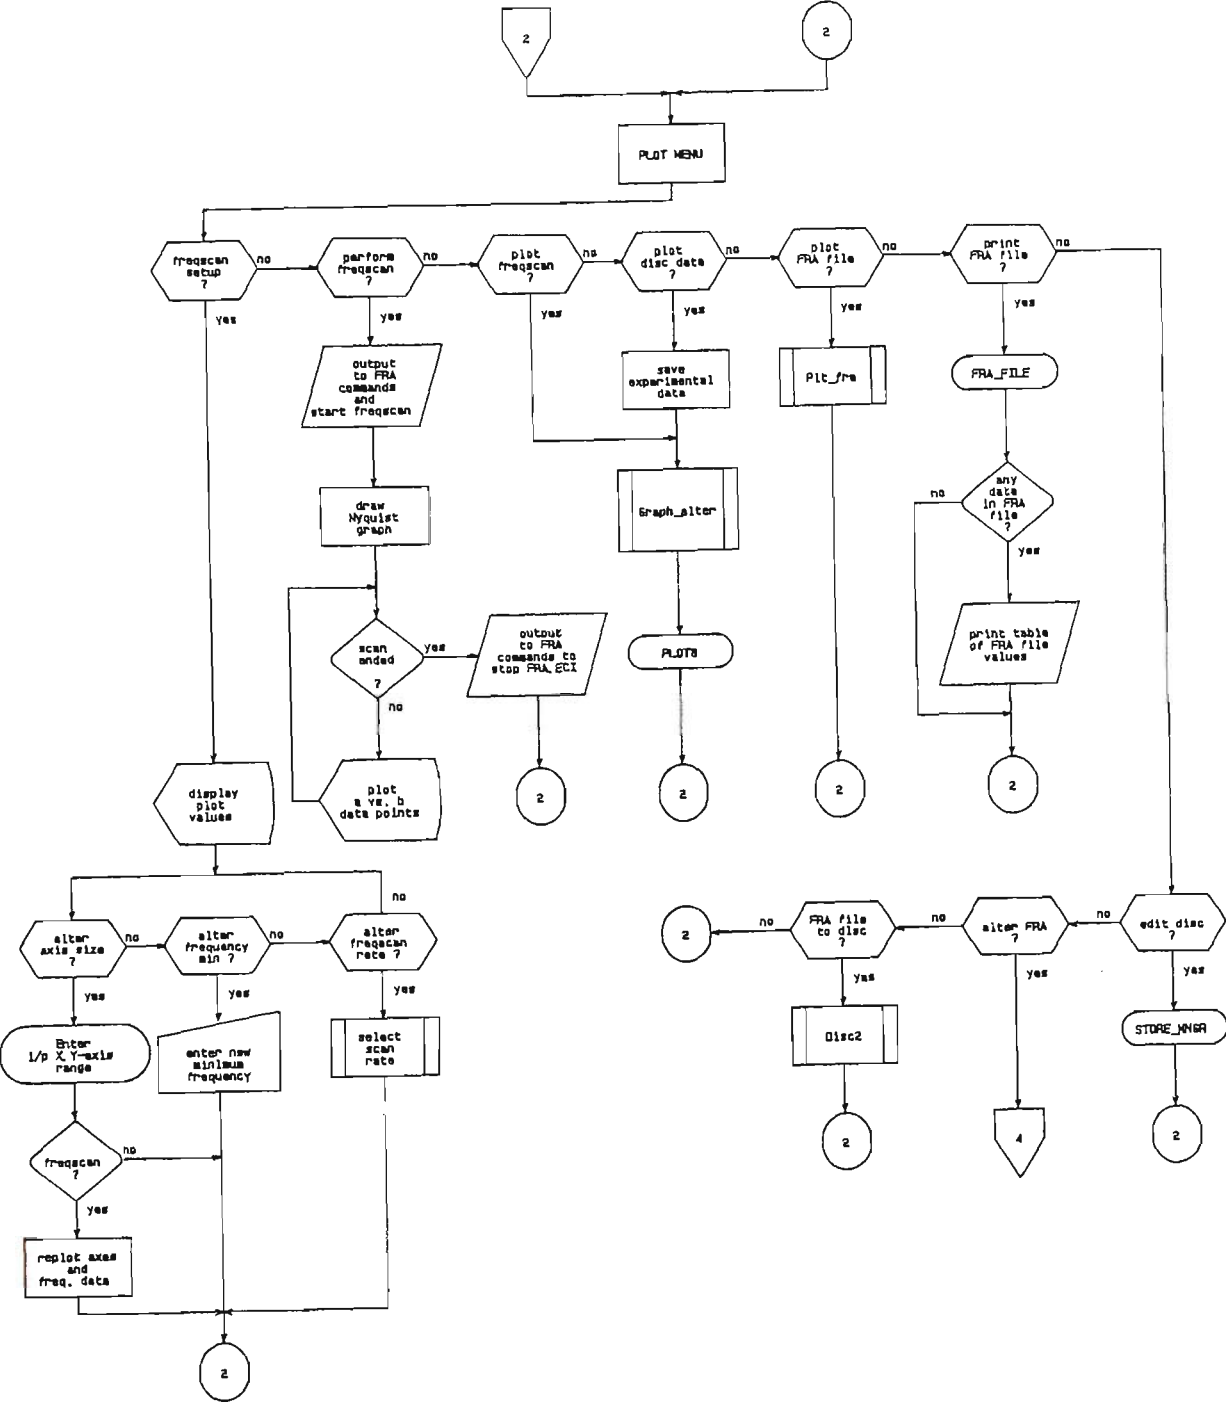 2
2
PLOT MENU
freqscan
setup
?
no
yes
perform
freqscan
?
no
yes
plot
freqscan
?
no
yes
plot
disc data
?
no
yes
plot
FRA file
?
no
yes
print
FRA file
?
no
yes
output
to FRA
commands
and
start freqscan
save
experimental
data
Plt_fra
FRA_FILE
draw
Nyquist
graph
Graph_alter
any
data
in FRA
file
?
no
yes
scan
ended
?
yes
no
output
to FRA
commands to
stop FRA_ECI
PLOTS
print table
of FRA file
values
display
plot
values
plot
a vs. b
data points
2
2
2
2
no
alter
axis size
?
no
yes
alter
frequency
min ?
no
yes
alter
freqscan
rate ?
yes
2
no
FRA file
to disc
?
no
yes
alter FRA
?
no
yes
edit disc
?
yes
Enter
i/p X,Y-axis
range
enter new
minimum
frequency
select
scan
rate
Disc2
STORE_MNGR
freqscan
?
no
yes
2
4
2
replot axes
and
freq. data
2